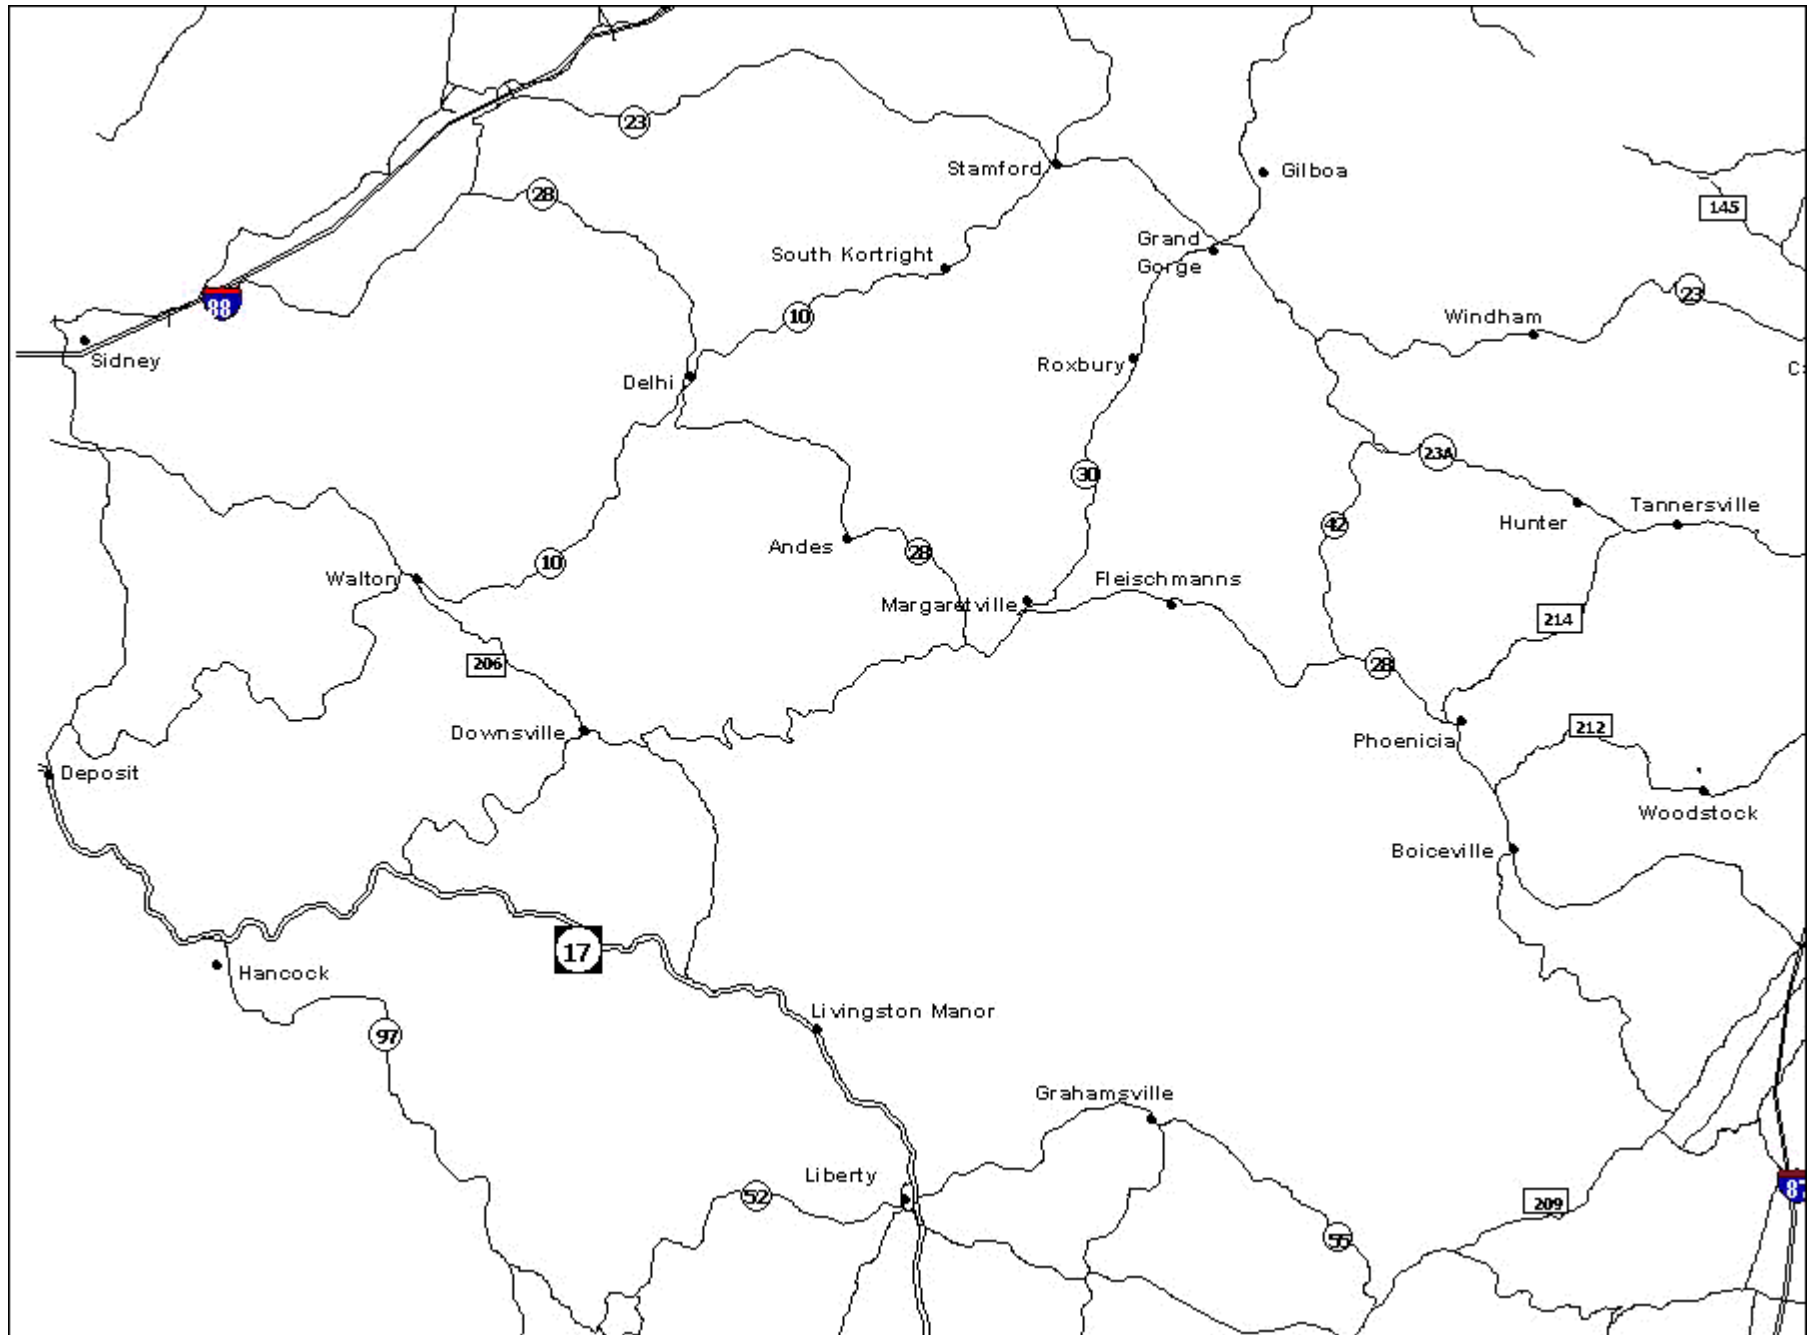 23
Stamford
Gilboa
28
145
Grand
Gorge
South Kortright
88
10
23
Windham
Sidney
Delhi
Roxbury
23A
30
Hunter
Tannersville
42
Andes
28
10
Walton
Margaretville
Fleischmanns
214
206
28
Downsville
Phoenicia
212
Deposit
Woodstock
Boiceville
17
Hancock
Livingston Manor
97
Grahamsville
Liberty
52
209
87
55